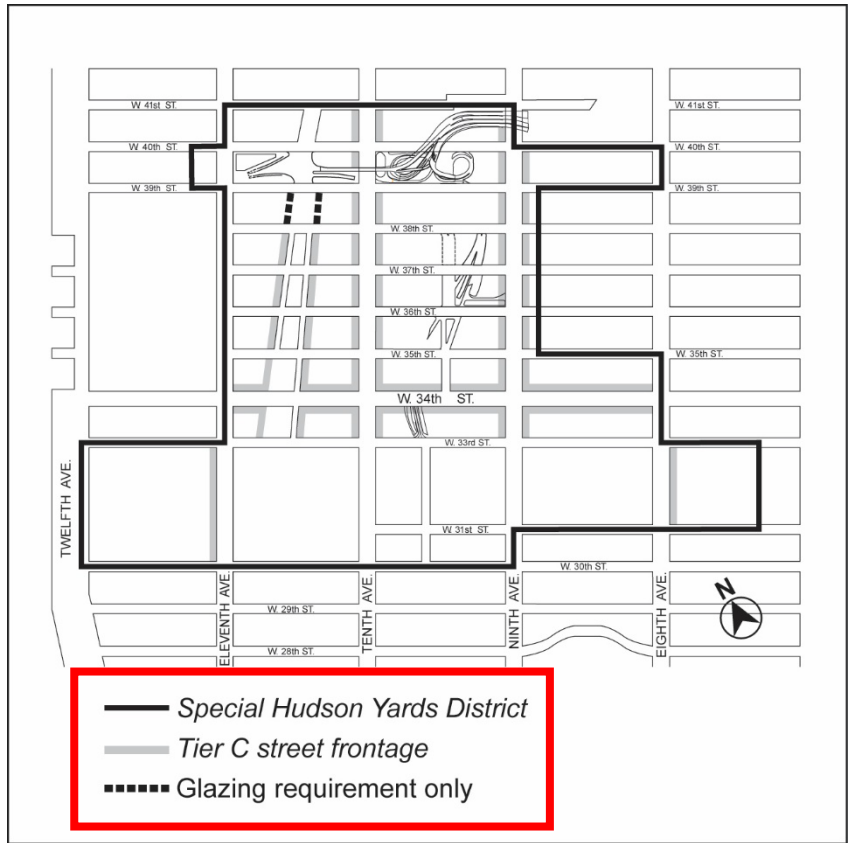 W. 41st ST.
W. 41st ST.
W. 40th ST.
W. 40th ST.
W. 39th ST.
W. 39th ST.
W. 38th ST.
W. 37th ST.
W. 36th ST.
W. 35th ST.
W. 35th ST.
W. 34th ST.
W. 33rd ST.
TWELFTH AVE.
W. 31st ST.
W. 30th ST.
ELEVENTH AVE.
TENTH AVE.
NINTH AVE.
EIGHTH AVE.
N
W. 29th ST.
W. 28th ST.
Special Hudson Yards District
Tier C street frontage
Glazing requirement only